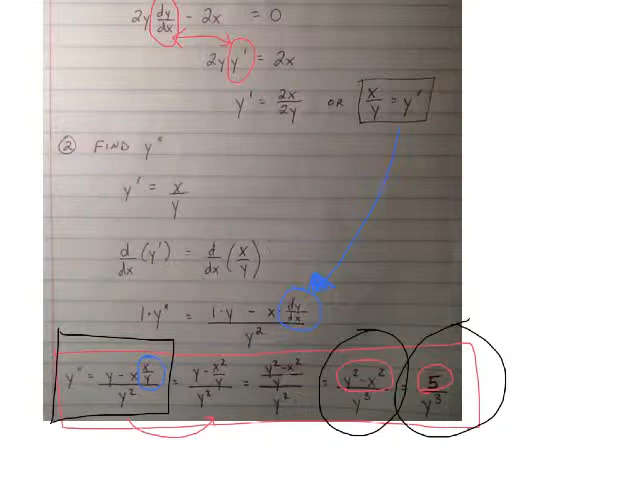 2y dy/dx - 2x = 0
2y y' = 2x
y' = 2x/2y OR x/y = y'
② FIND y"
y' = x/y
d/dx (y') = d/dx (x/y)
1·y" = (1·y - x dy/dx)/y²
y" = (y - x x/y)/y² = (y - x²/y)/y² = ((y² - x²)/y)/y² = (y² - x²)/y³ = 5/y³